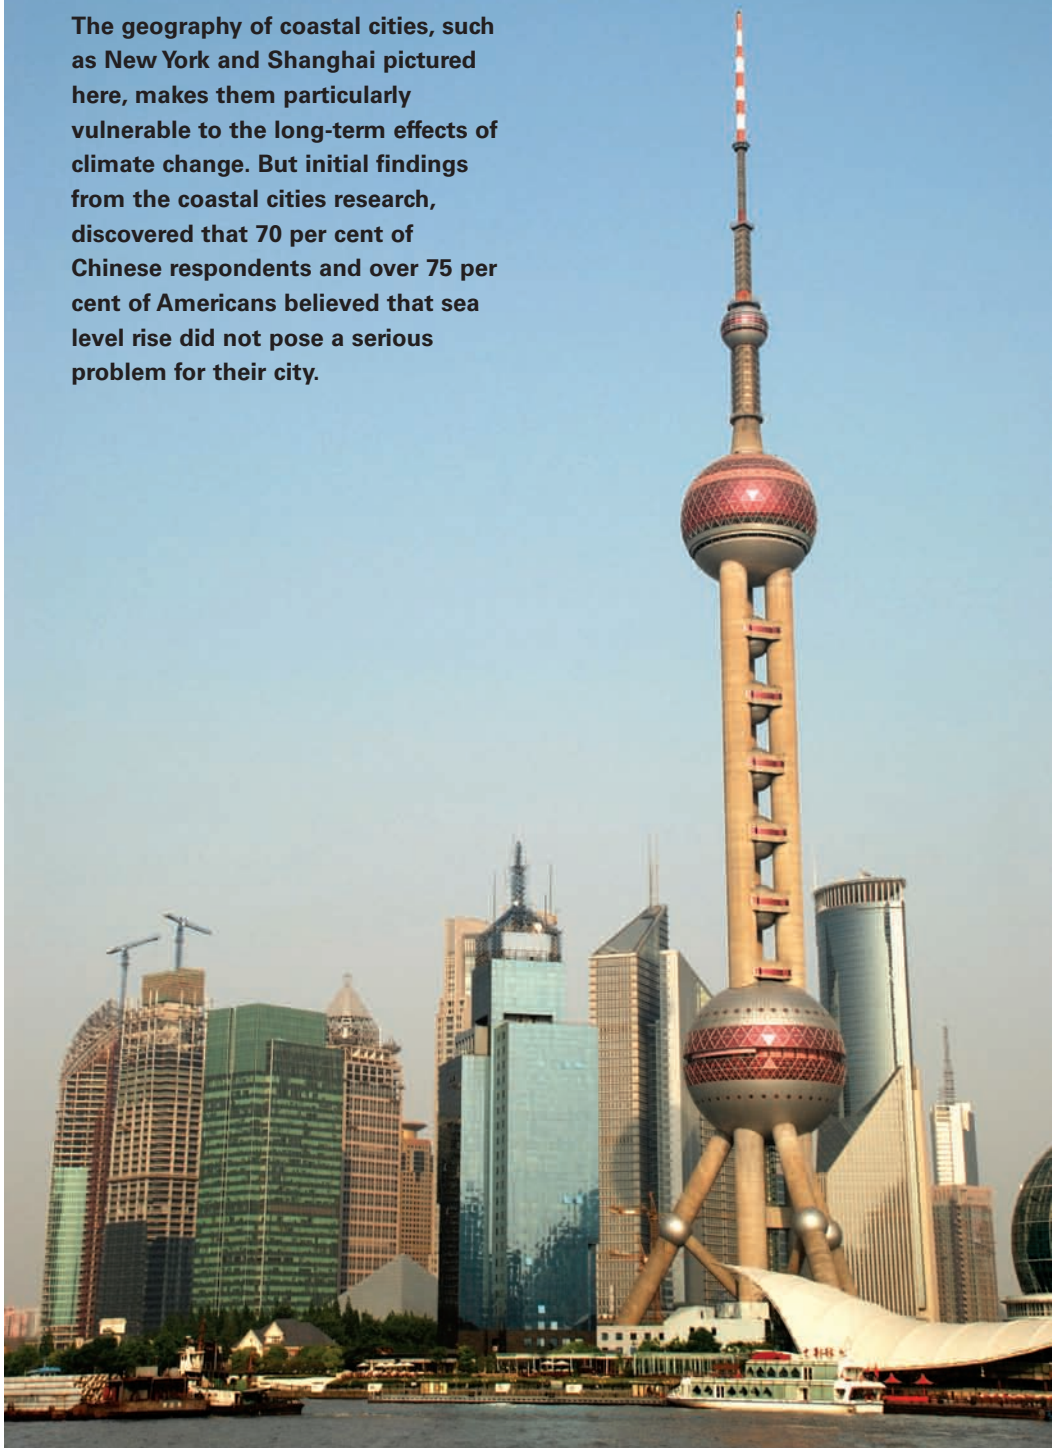 The geography of coastal cities, such
as New York and Shanghai pictured
here, makes them particularly
vulnerable to the long-term effects of
climate change. But initial findings
from the coastal cities research,
discovered that 70 per cent of
Chinese respondents and over 75 per
cent of Americans believed that sea
level rise did not pose a serious
problem for their city.